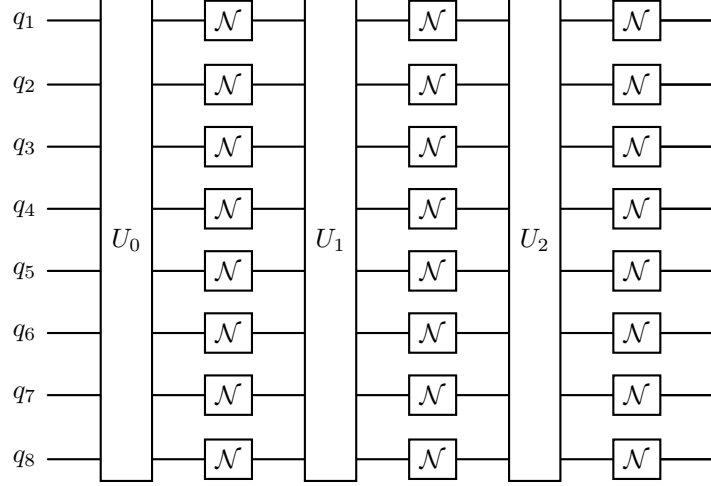 q₁ 𝒩 𝒩 𝒩
q₂ 𝒩 𝒩 𝒩
q₃ 𝒩 𝒩 𝒩
q₄ 𝒩 𝒩 𝒩
U₀ U₁ U₂
q₅ 𝒩 𝒩 𝒩
q₆ 𝒩 𝒩 𝒩
q₇ 𝒩 𝒩 𝒩
q₈ 𝒩 𝒩 𝒩